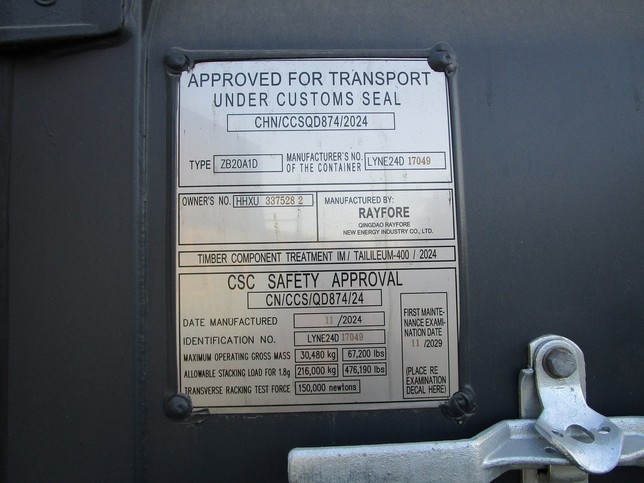 APPROVED FOR TRANSPORT
UNDER CUSTOMS SEAL
CHN/CCSQD874/2024
TYPE ZB20A1D MANUFACTURER'S NO. OF THE CONTAINER LYNE24D 17049
OWNER'S NO. HHXU 337528 2
MANUFACTURED BY:
RAYFORE
QINGDAO RAYFORE
NEW ENERGY INDUSTRY CO., LTD.
TIMBER COMPONENT TREATMENT IM / TAILILEUM-400 / 2024
CSC SAFETY APPROVAL
CN/CCS/QD874/24
DATE MANUFACTURED 11 /2024
IDENTIFICATION NO. LYNE24D 17049
MAXIMUM OPERATING GROSS MASS 30,480 kg 67,200 lbs
ALLOWABLE STACKING LOAD FOR 1.8g 216,000 kg 476,190 lbs
TRANSVERSE RACKING TEST FORCE 150,000 newtons
FIRST MAINTE-
NANCE EXAMI-
NATION DATE
11 /2029
(PLACE RE
EXAMINATION
DECAL HERE)